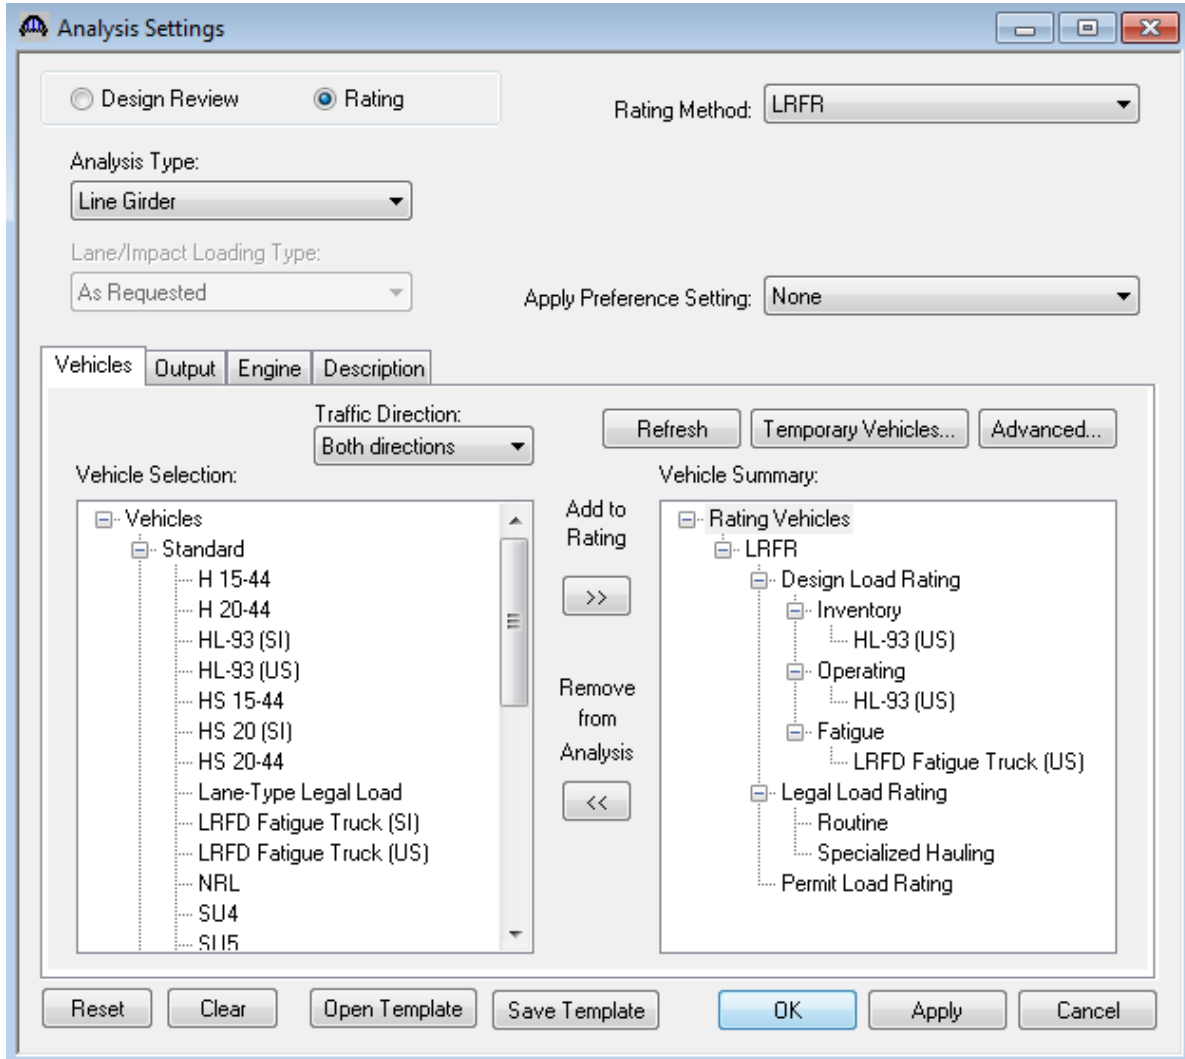 Analysis Settings
Design Review
Rating
Rating Method:
LRFR
Analysis Type:
Line Girder
Lane/Impact Loading Type:
As Requested
Apply Preference Setting:
None
Vehicles
Output
Engine
Description
Traffic Direction:
Both directions
Refresh
Temporary Vehicles...
Advanced...
Vehicle Selection:
Vehicles
Standard
H 15-44
H 20-44
HL-93 (SI)
HL-93 (US)
HS 15-44
HS 20 (SI)
HS 20-44
Lane-Type Legal Load
LRFD Fatigue Truck (SI)
LRFD Fatigue Truck (US)
NRL
SU4
SU5
Add to
Rating
>>
Remove
from
Analysis
<<
Vehicle Summary:
Rating Vehicles
LRFR
Design Load Rating
Inventory
HL-93 (US)
Operating
HL-93 (US)
Fatigue
LRFD Fatigue Truck (US)
Legal Load Rating
Routine
Specialized Hauling
Permit Load Rating
Reset
Clear
Open Template
Save Template
OK
Apply
Cancel